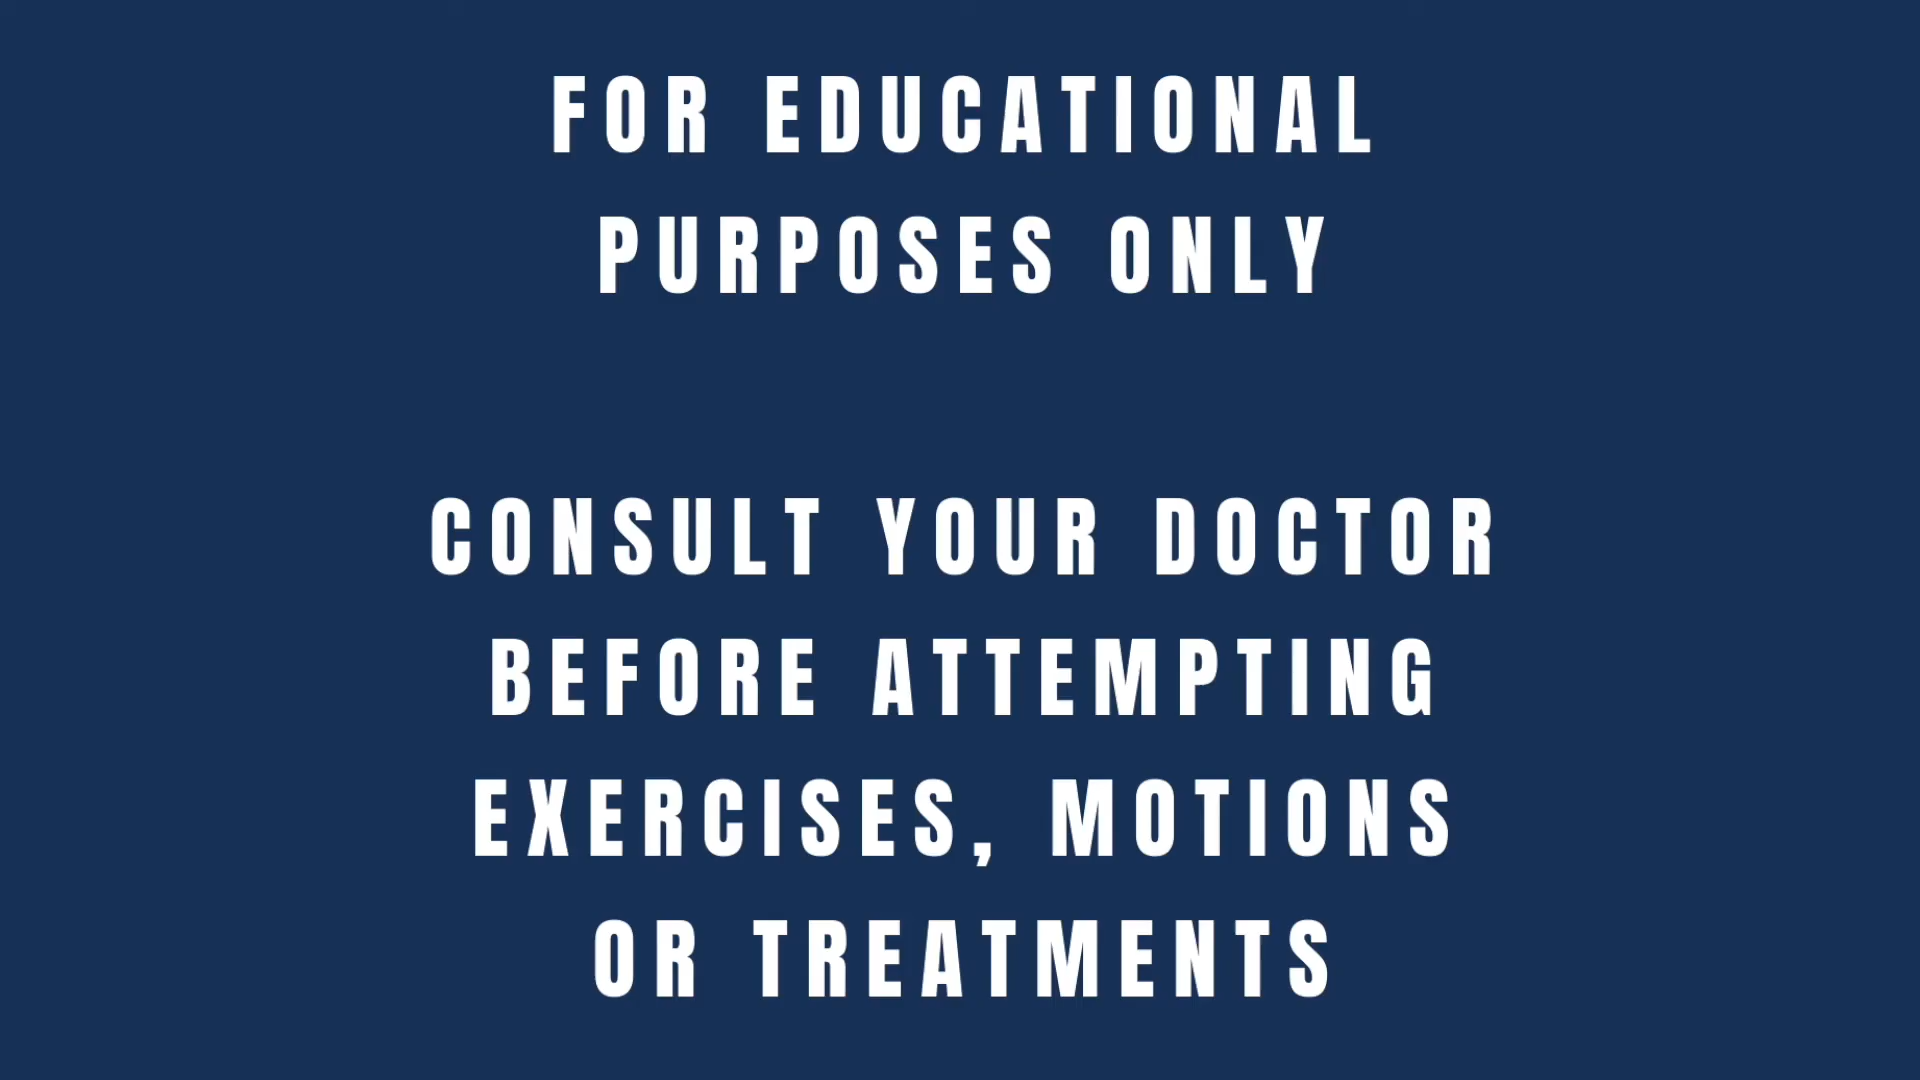 FOR EDUCATIONAL
PURPOSES ONLY
CONSULT YOUR DOCTOR
BEFORE ATTEMPTING
EXERCISES, MOTIONS
OR TREATMENTS